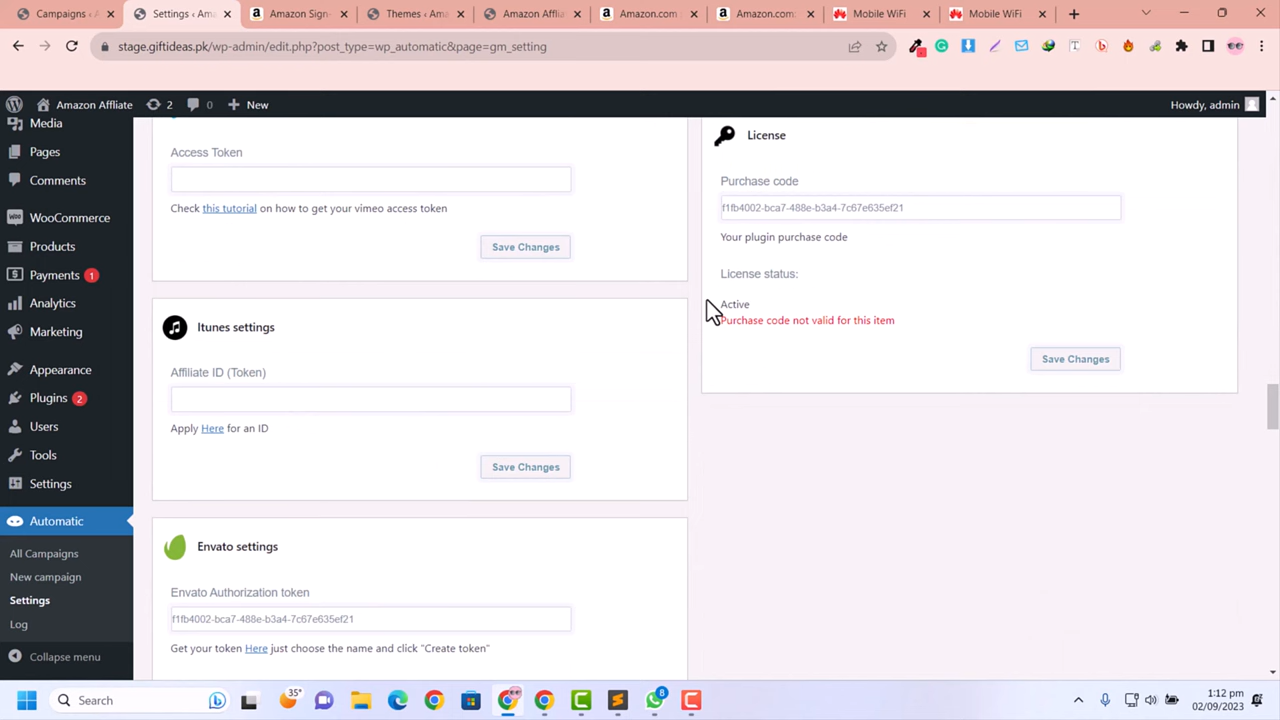 Campaigns ‹ A
Settings ‹ Ama
Amazon Sign-
Themes ‹ Ama
Amazon Affiliat
Amazon.com
Amazon.com:
Mobile WiFi
Mobile WiFi
stage.giftideas.pk/wp-admin/edit.php?post_type=wp_automatic&page=gm_setting
Amazon Affliate
2
0
New
Howdy, admin
Media
Pages
Comments
WooCommerce
Products
Payments 1
Analytics
Marketing
Appearance
Plugins 2
Users
Tools
Settings
Automatic
All Campaigns
New campaign
Settings
Log
Collapse menu
Access Token
Check this tutorial on how to get your vimeo access token
Save Changes
Itunes settings
Affiliate ID (Token)
Apply Here for an ID
Save Changes
Envato settings
Envato Authorization token
f1fb4002-bca7-488e-b3a4-7c67e635ef21
Get your token Here just choose the name and click "Create token"
License
Purchase code
f1fb4002-bca7-488e-b3a4-7c67e635ef21
Your plugin purchase code
License status:
Active
Purchase code not valid for this item
Save Changes
Search
35°
8
1:12 pm
02/09/2023